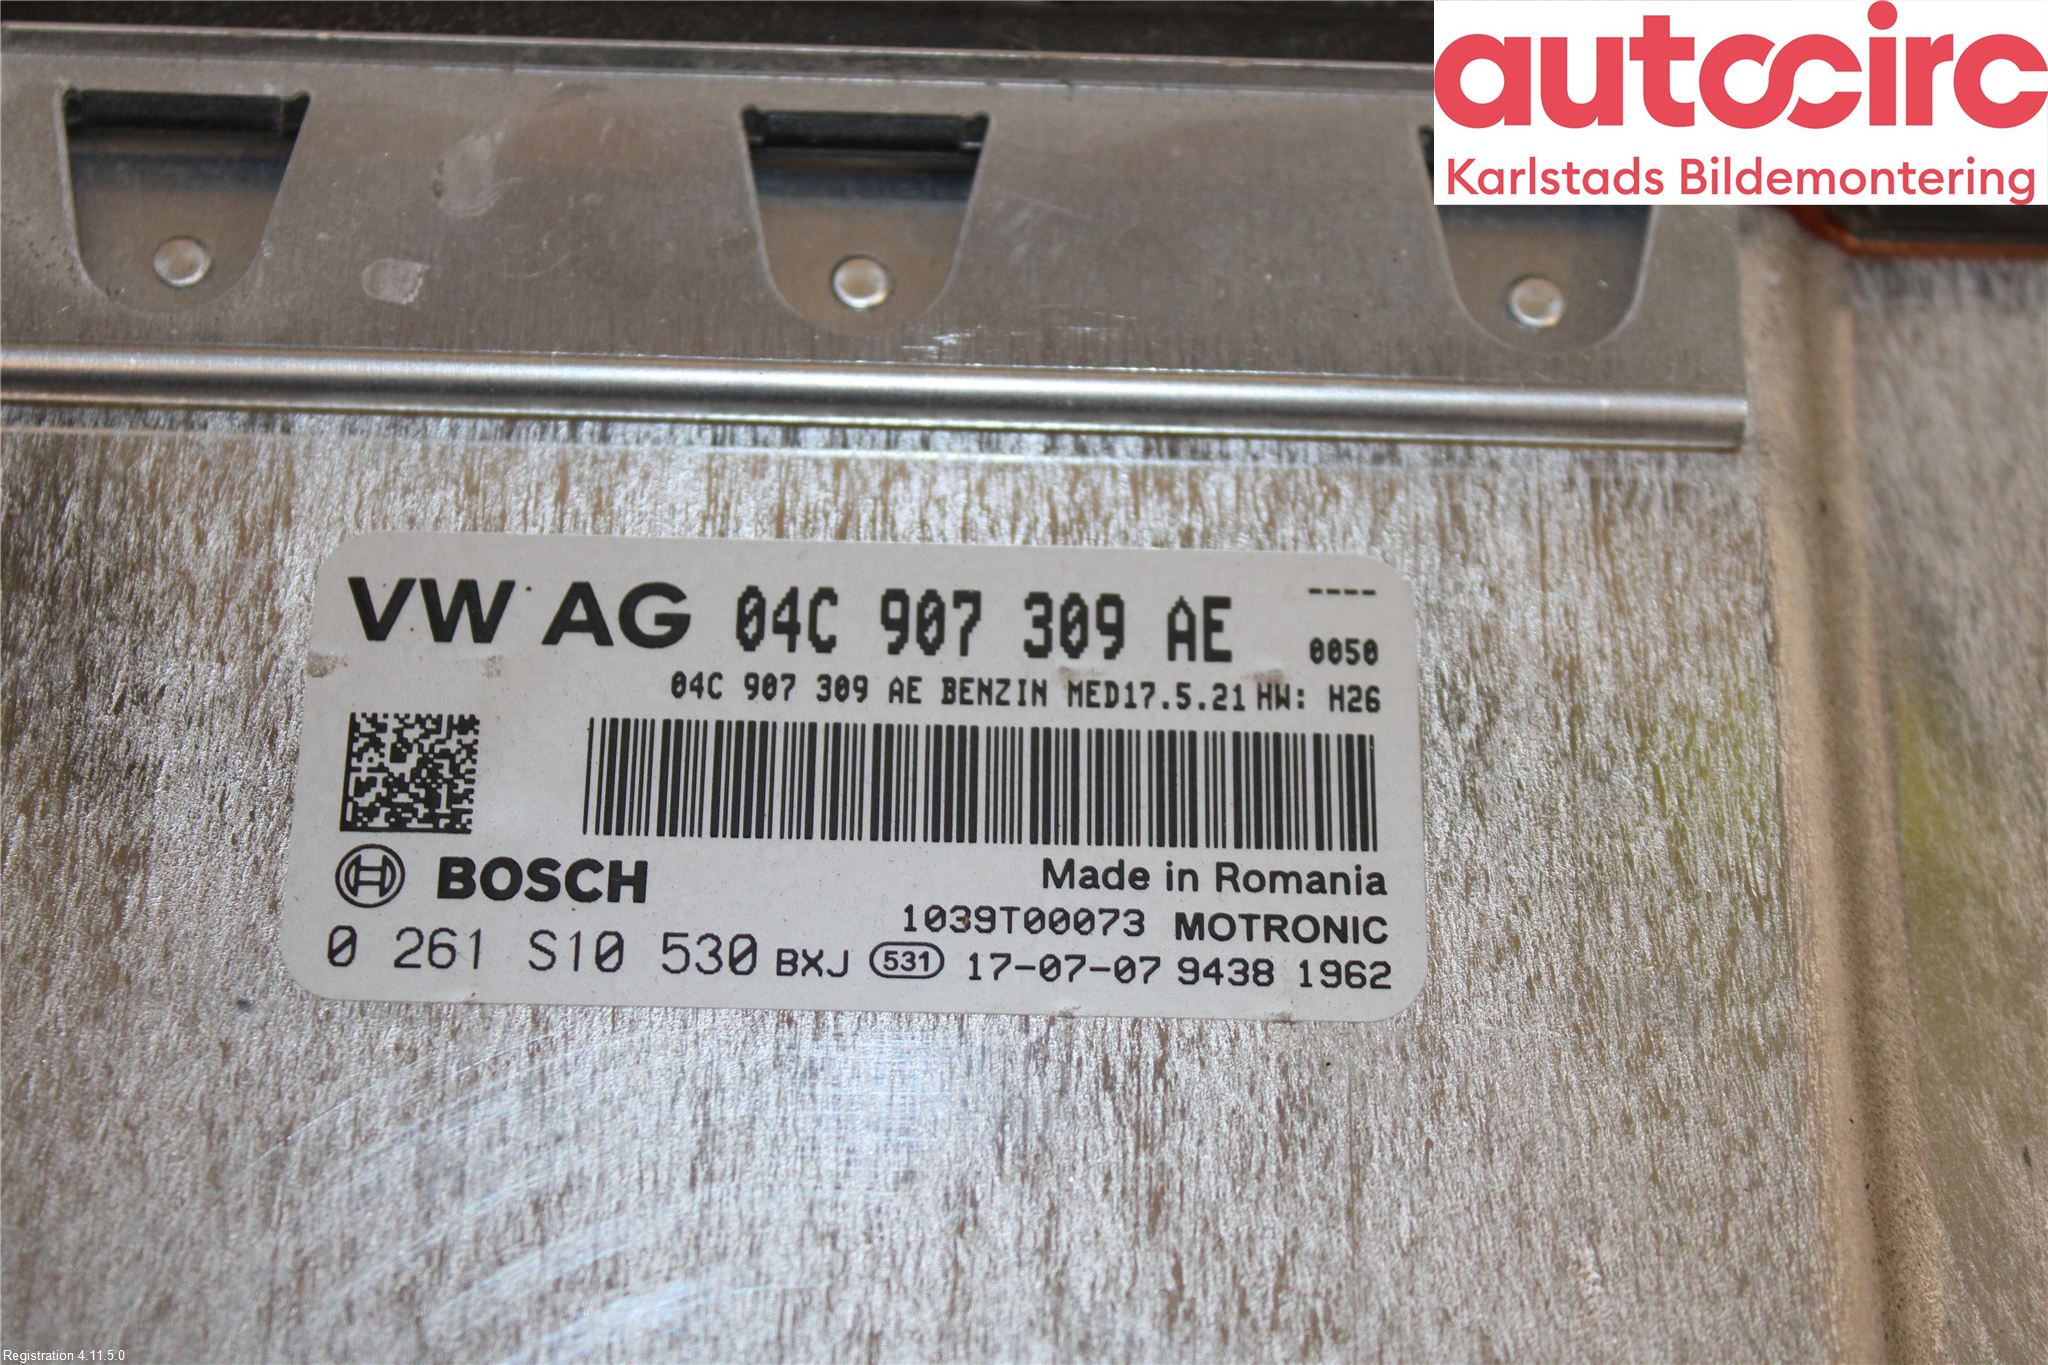 autocirc
Karlstads Bildemontering
VW AG 04C 907 309 AE ----
0050
04C 907 309 AE BENZIN MED17.5.21 HW: H26
BOSCH
Made in Romania
1039T00073 MOTRONIC
0 261 S10 530 BXJ 531 17-07-07 9438 1962
Registration 4.11.5.0